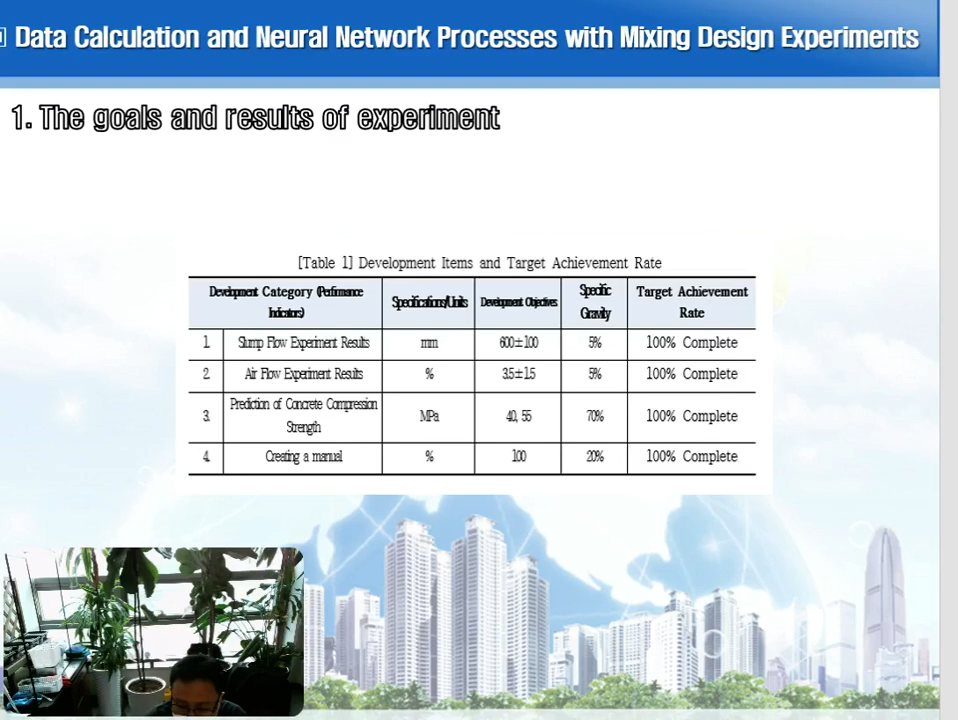 Data Calculation and Neural Network Processes with Mixing Design Experiments
1. The goals and results of experiment
[Table 1] Development Items and Target Achievement Rate
Development Category (Perfimance Indicators) Specifications/Units Development Objectives Specific Gravity Target Achievement Rate
1. Slump Flow Experiment Results mm 600±100 5% 100% Complete
2. Air Flow Experiment Results % 3.5±1.5 5% 100% Complete
3. Prediction of Concrete Compression Strength MPa 40, 55 70% 100% Complete
4. Creating a manual % 100 20% 100% Complete